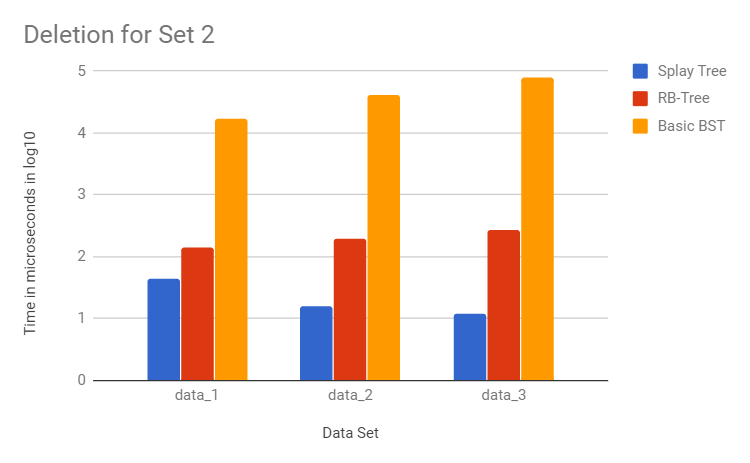 Deletion for Set 2
5
4
3
2
1
0
Time in microseconds in log10
data_1
data_2
data_3
Data Set
Splay Tree
RB-Tree
Basic BST